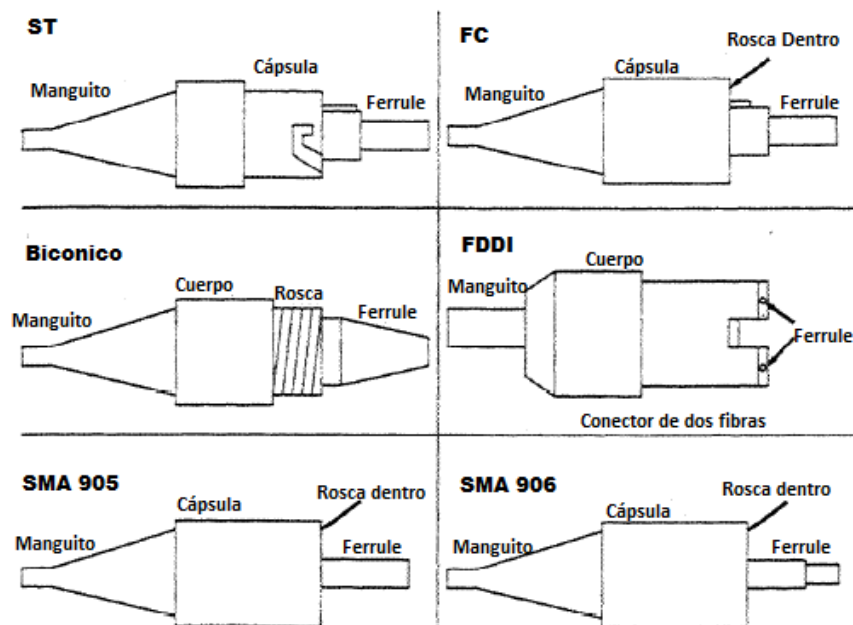 ST
Manguito
Cápsula
Ferrule
FC
Manguito
Cápsula
Rosca Dentro
Ferrule
Biconico
Manguito
Cuerpo
Rosca
Ferrule
FDDI
Manguito
Cuerpo
Ferrule
Conector de dos fibras
SMA 905
Manguito
Cápsula
Rosca dentro
Ferrule
SMA 906
Manguito
Cápsula
Rosca dentro
Ferrule